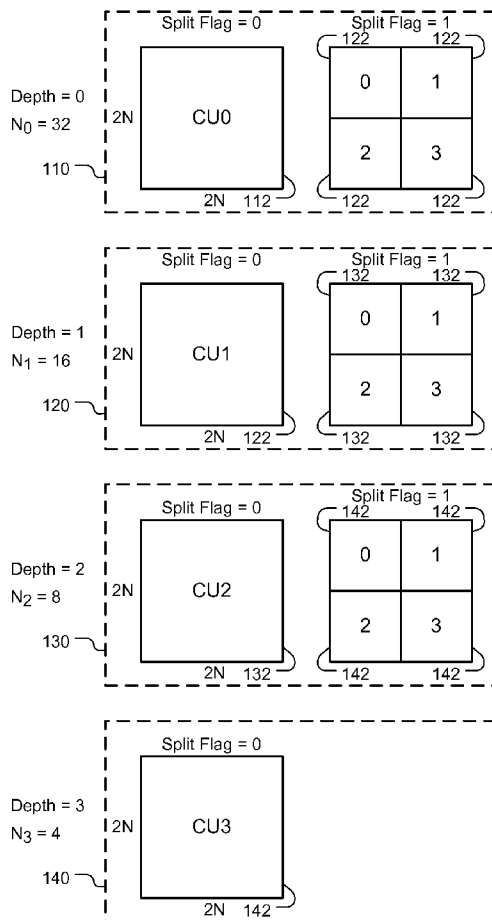 Split Flag = 0 Split Flag = 1
122 122
Depth = 0
N0 = 32
110
2N
CU0
0 1
2 3
2N 112
122 122
Split Flag = 0 Split Flag = 1
132 132
Depth = 1
N1 = 16
120
2N
CU1
0 1
2 3
2N 122
132 132
Split Flag = 0 Split Flag = 1
142 142
Depth = 2
N2 = 8
130
2N
CU2
0 1
2 3
2N 132
142 142
Split Flag = 0
Depth = 3
N3 = 4
140
2N
CU3
2N 142